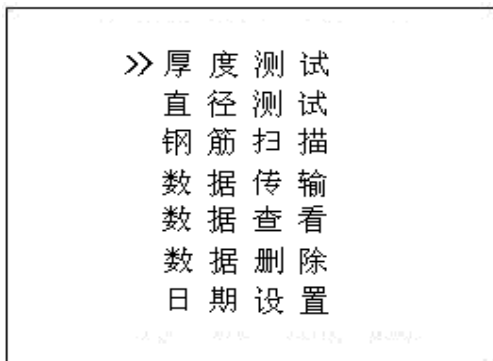 >> 厚度测试
直径测试
钢筋扫描
数据传输
数据查看
数据删除
日期设置